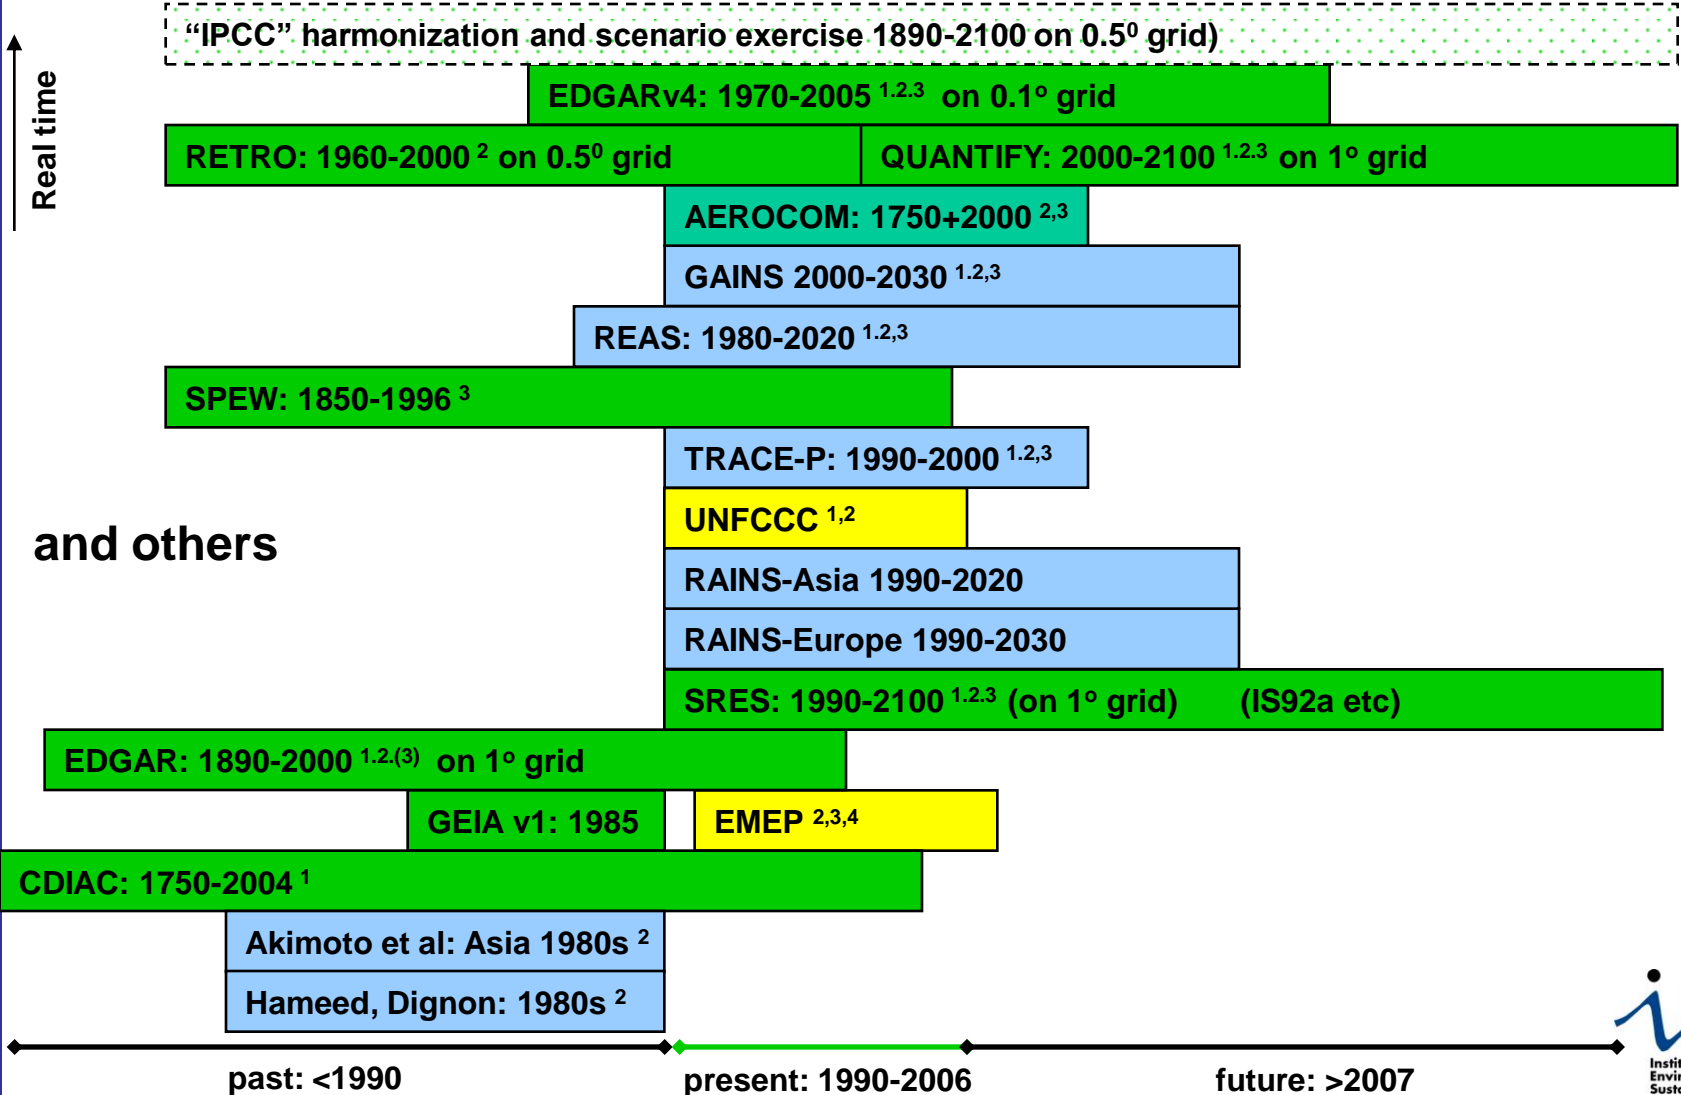 “IPCC” harmonization and scenario exercise 1890-2100 on 0.5⁰ grid)
Real time
EDGARv4: 1970-2005 1.2.3 on 0.1º grid
RETRO: 1960-2000 2 on 0.5⁰ grid
QUANTIFY: 2000-2100 1.2.3 on 1º grid
AEROCOM: 1750+2000 2,3
GAINS 2000-2030 1.2,3
REAS: 1980-2020 1.2,3
SPEW: 1850-1996 3
TRACE-P: 1990-2000 1.2,3
UNFCCC 1,2
and others
RAINS-Asia 1990-2020
RAINS-Europe 1990-2030
SRES: 1990-2100 1.2.3 (on 1º grid) (IS92a etc)
EDGAR: 1890-2000 1.2.(3) on 1º grid
GEIA v1: 1985
EMEP 2,3,4
CDIAC: 1750-2004 1
Akimoto et al: Asia 1980s 2
Hameed, Dignon: 1980s 2
past: <1990
present: 1990-2006
future: >2007